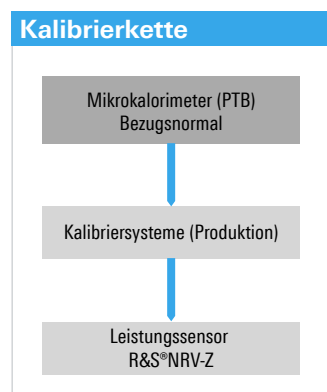 Kalibrierkette
Mikrokalorimeter (PTB)
Bezugsnormal
Kalibriersysteme (Produktion)
Leistungssensor
R&S®NRV-Z